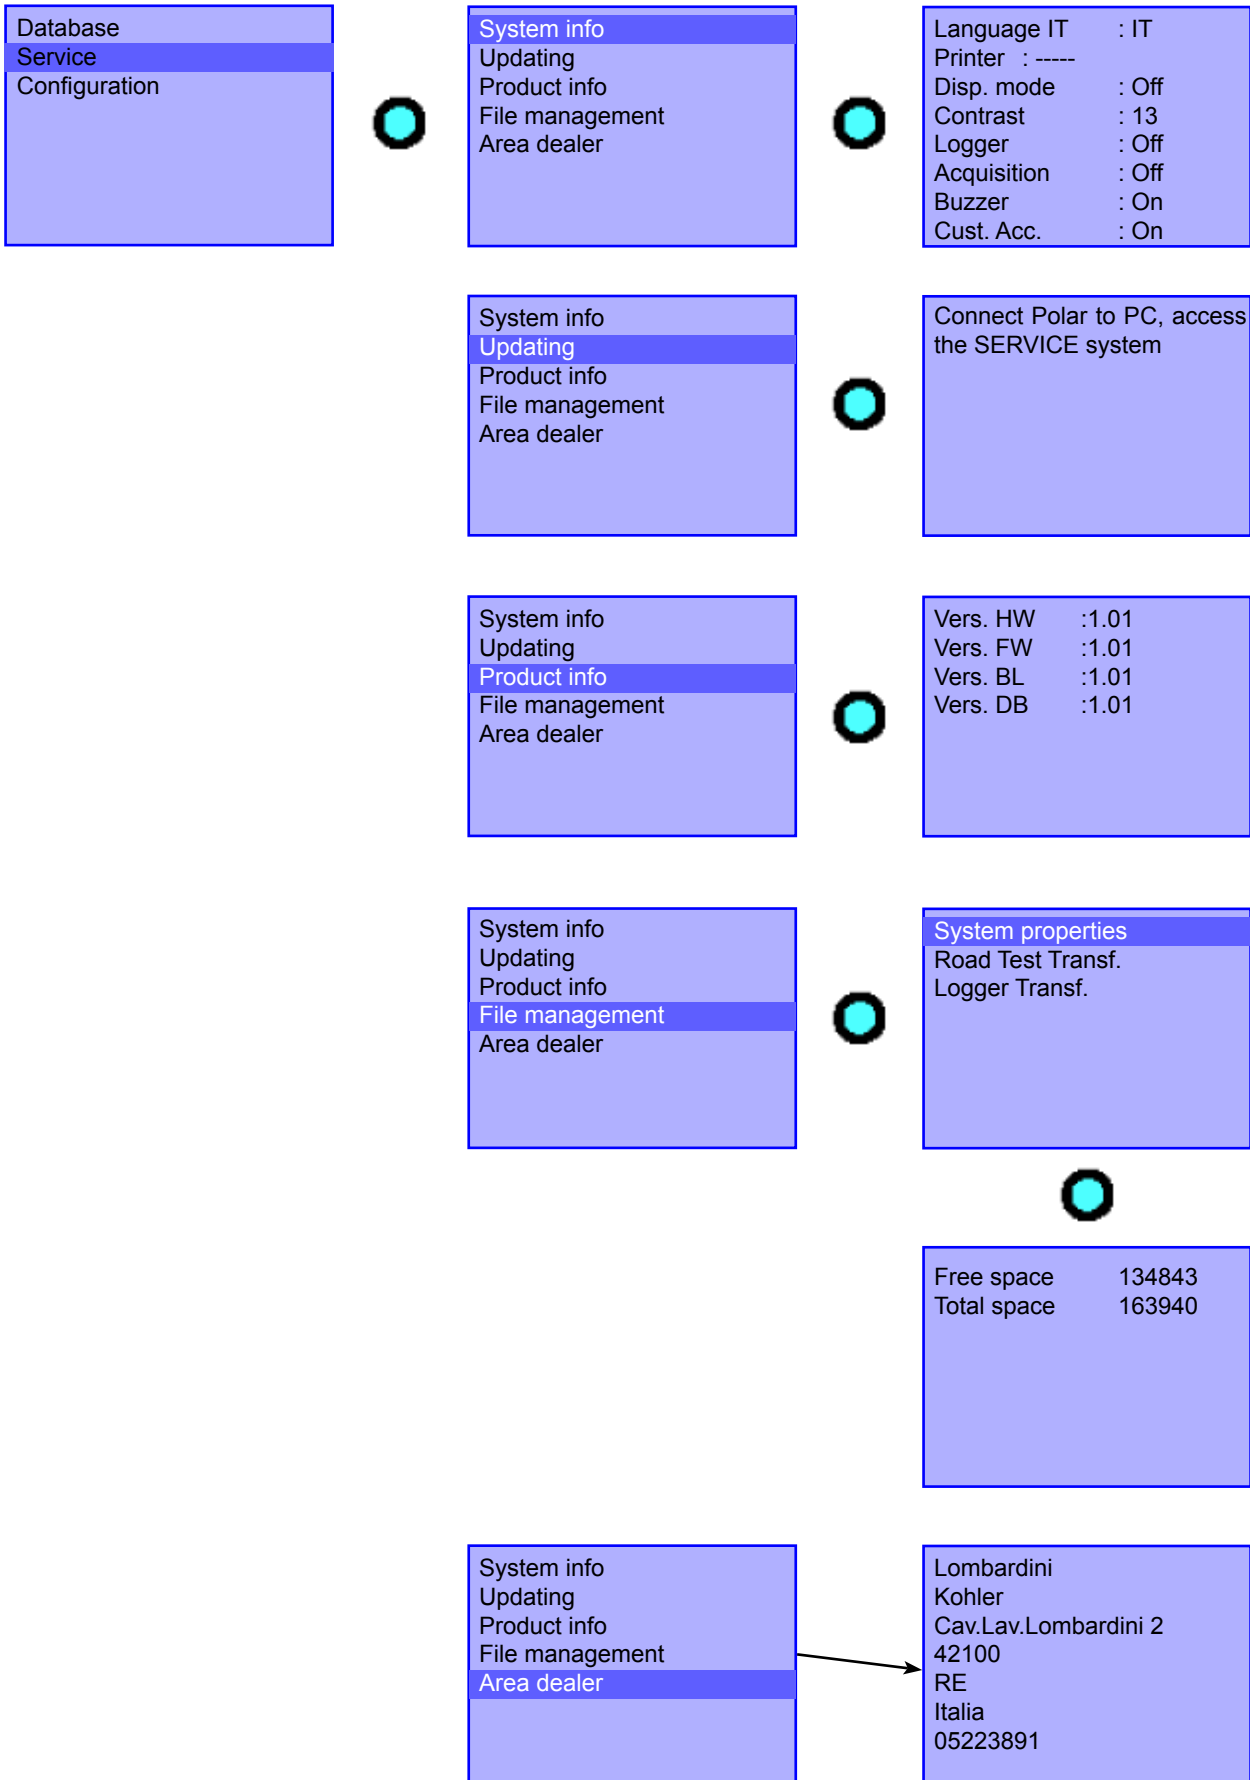 Database
Service
Configuration
System info
Updating
Product info
File management
Area dealer
Language IT : IT
Printer : -----
Disp. mode : Off
Contrast : 13
Logger : Off
Acquisition : Off
Buzzer : On
Cust. Acc. : On
System info
Updating
Product info
File management
Area dealer
Connect Polar to PC, access
the SERVICE system
System info
Updating
Product info
File management
Area dealer
Vers. HW :1.01
Vers. FW :1.01
Vers. BL :1.01
Vers. DB :1.01
System info
Updating
Product info
File management
Area dealer
System properties
Road Test Transf.
Logger Transf.
Free space 134843
Total space 163940
System info
Updating
Product info
File management
Area dealer
Lombardini
Kohler
Cav.Lav.Lombardini 2
42100
RE
Italia
05223891